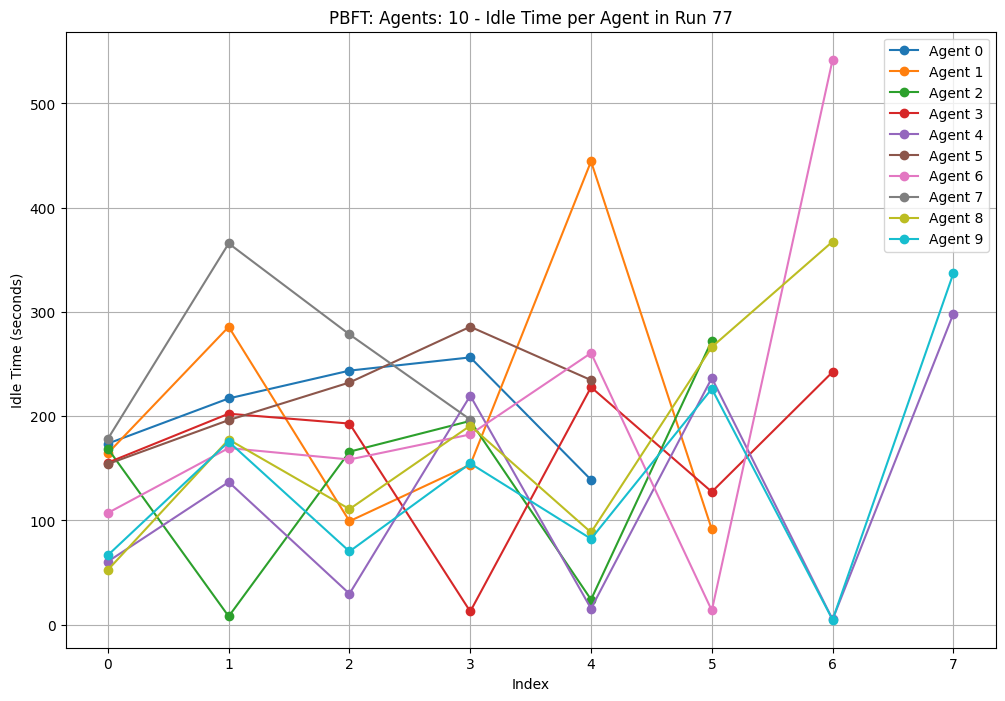 PBFT: Agents: 10 - Idle Time per Agent in Run 77
Idle Time (seconds)
500
400
300
200
100
0
0 1 2 3 4 5 6 7
Index
Agent 0
Agent 1
Agent 2
Agent 3
Agent 4
Agent 5
Agent 6
Agent 7
Agent 8
Agent 9